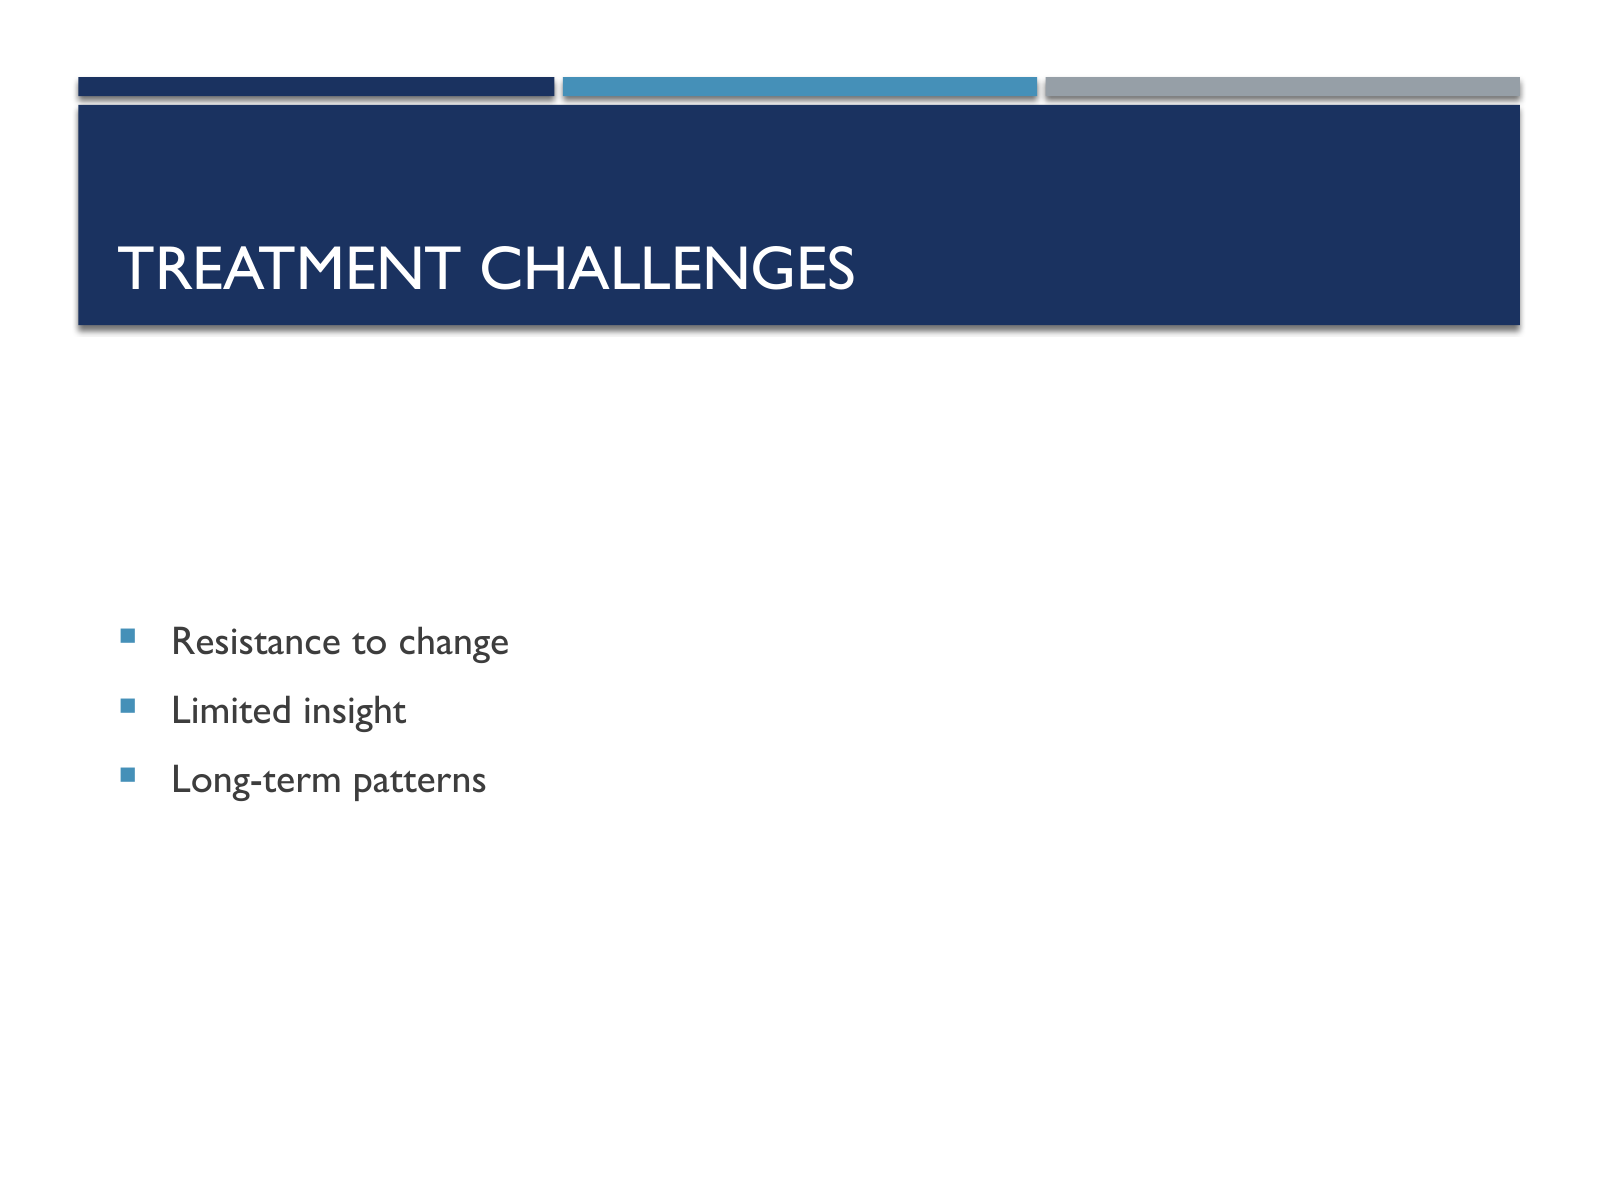 TREATMENT CHALLENGES
Resistance to change
Limited insight
Long-term patterns